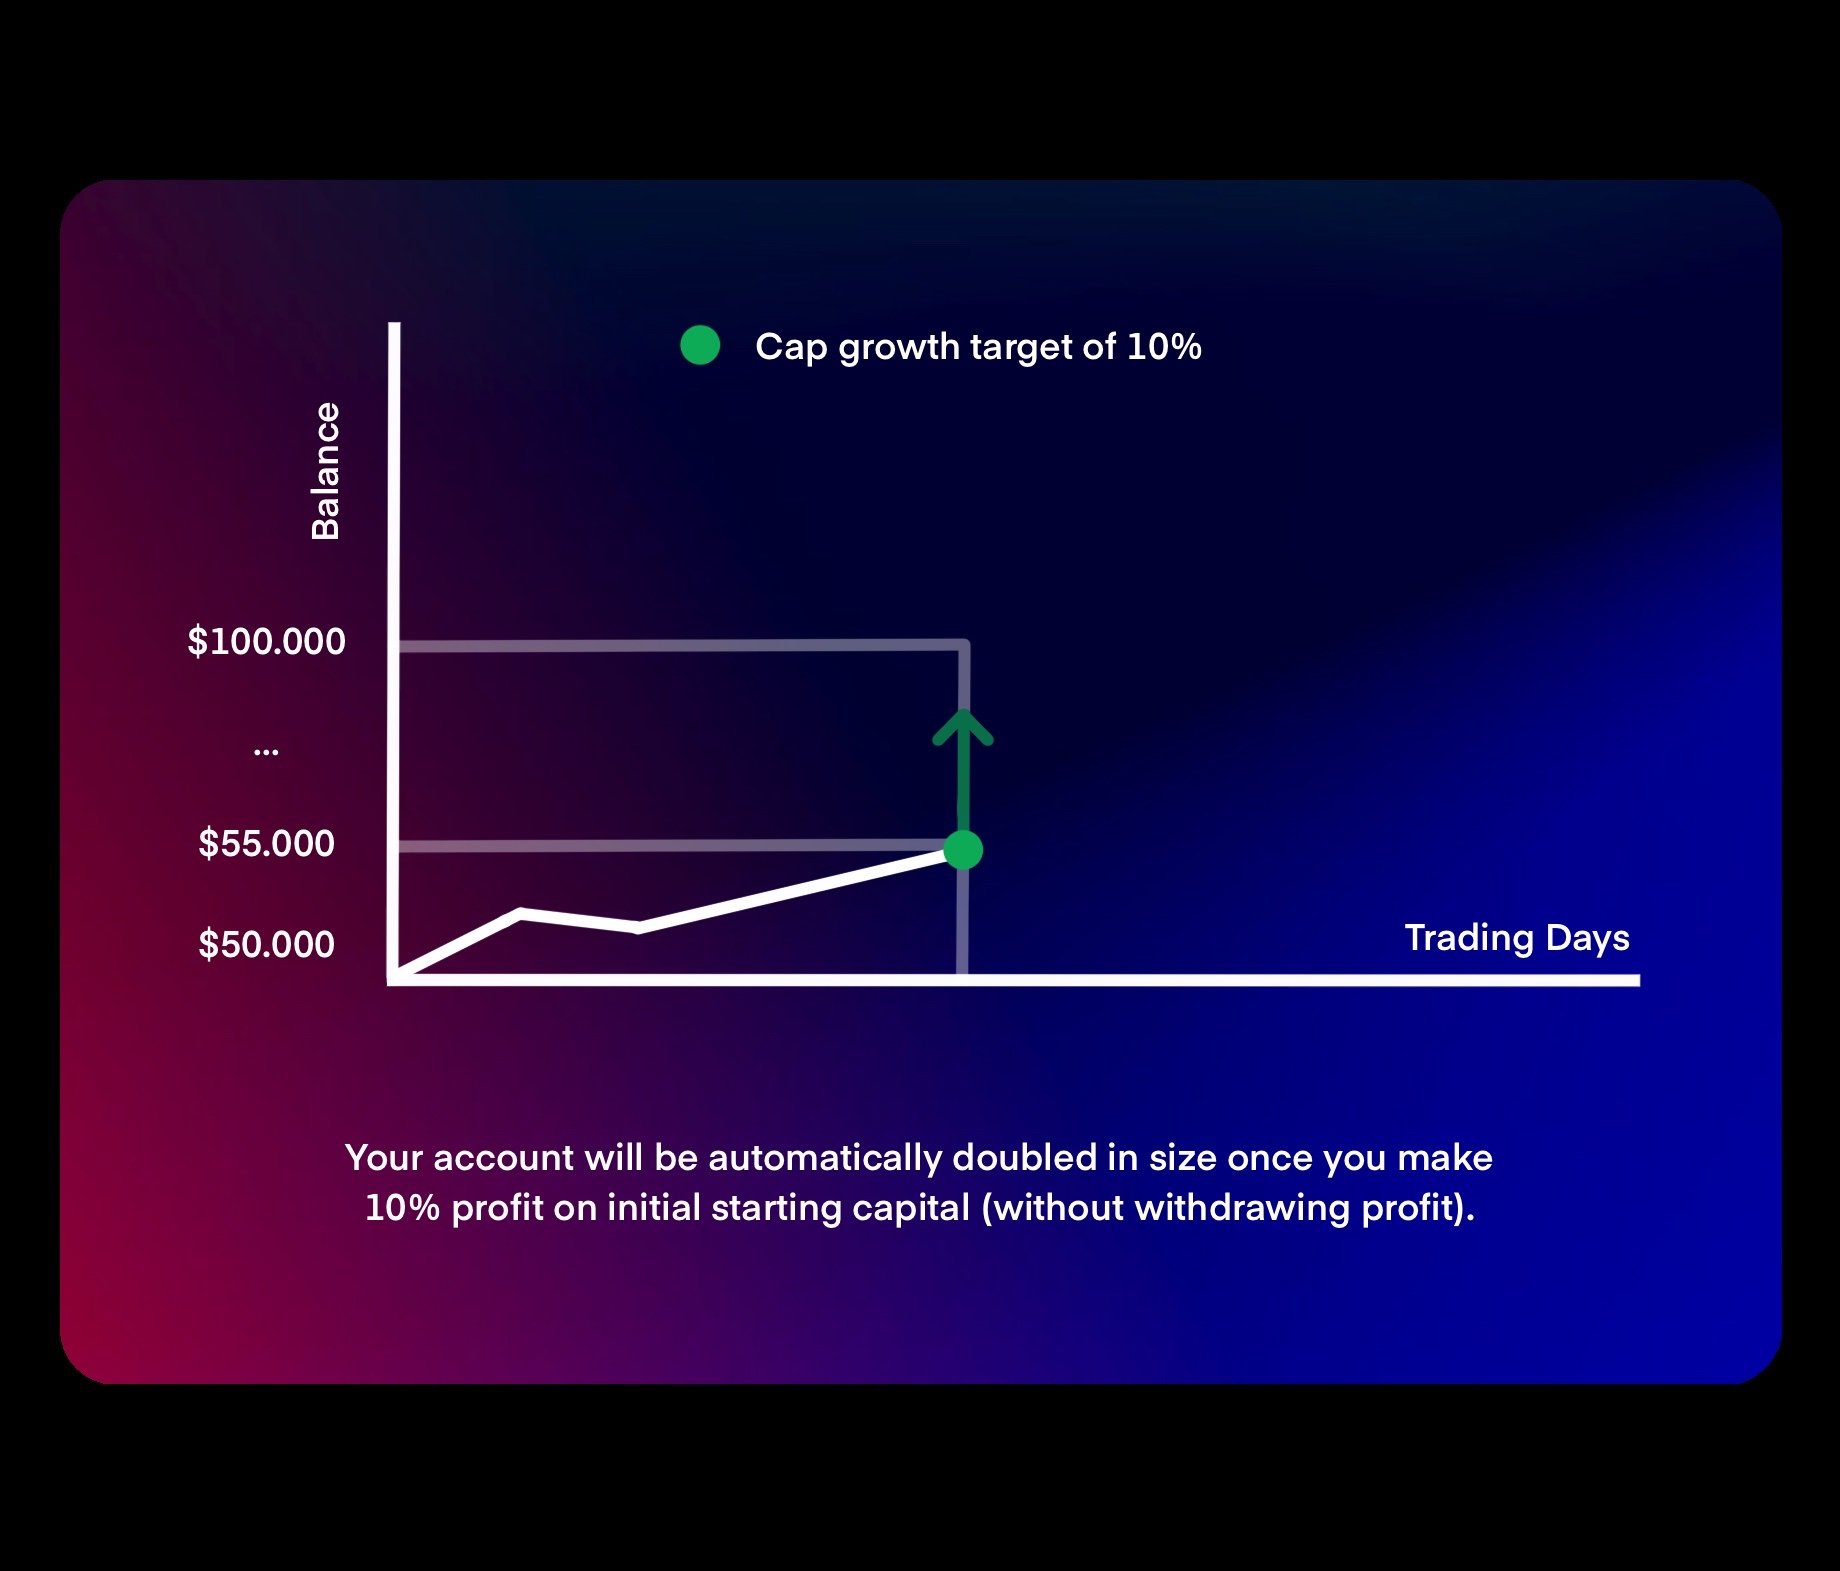 Cap growth target of 10%
Balance
$100.000
...
$55.000
$50.000
Trading Days
Your account will be automatically doubled in size once you make
10% profit on initial starting capital (without withdrawing profit).